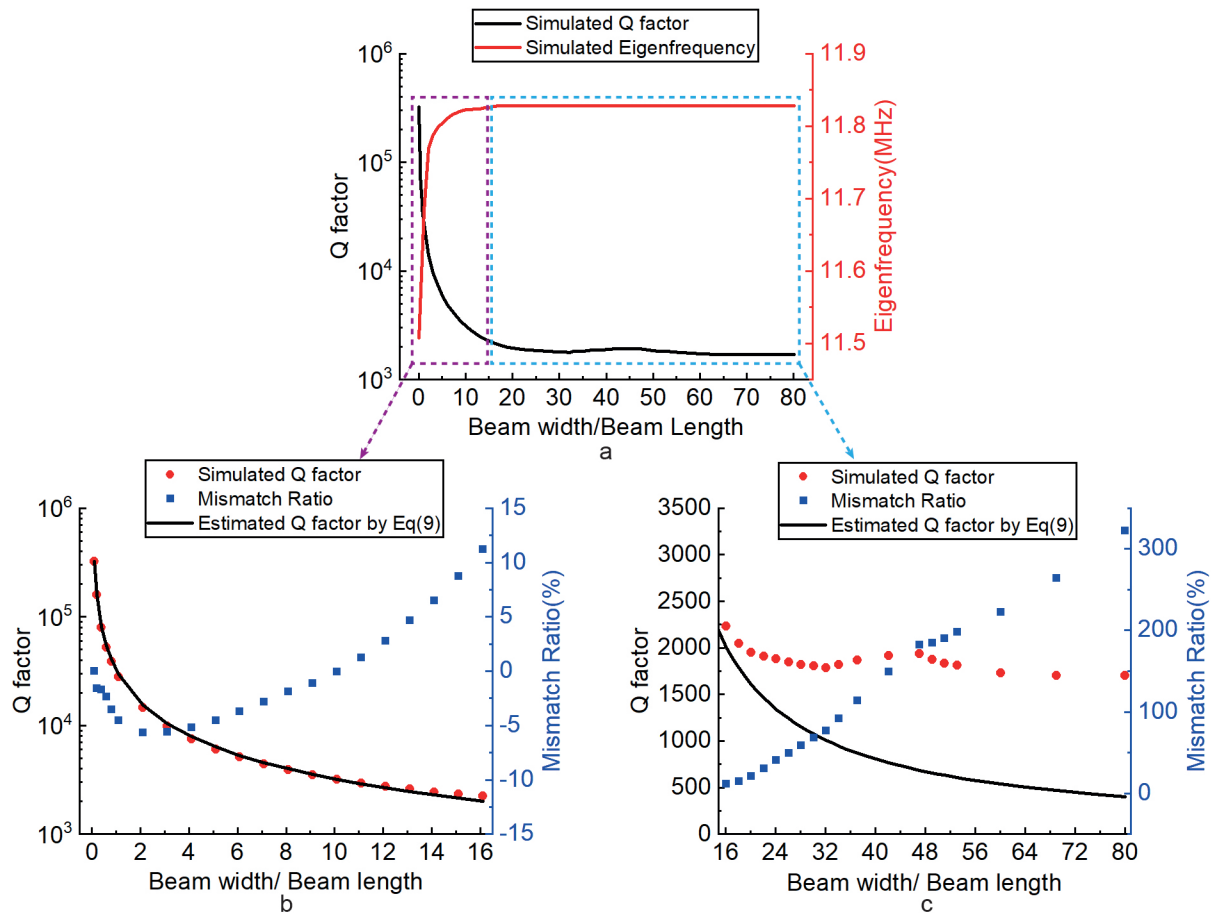 Simulated Q factor
Simulated Eigenfrequency
10^6
10^5
10^4
10^3
Q factor
11.9
11.8
11.7
11.6
11.5
Eigenfrequency(MHz)
0 10 20 30 40 50 60 70 80
Beam width/Beam Length
a
Simulated Q factor
Mismatch Ratio
Estimated Q factor by Eq(9)
10^6
10^5
10^4
10^3
Q factor
15
10
5
0
-5
-10
-15
Mismatch Ratio(%)
0 2 4 6 8 10 12 14 16
Beam width/ Beam length
b
Simulated Q factor
Mismatch Ratio
Estimated Q factor by Eq(9)
3500
3000
2500
2000
1500
1000
500
0
Q factor
300
200
100
0
Mismatch Ratio(%)
16 24 32 40 48 56 64 72 80
Beam width/ Beam length
c